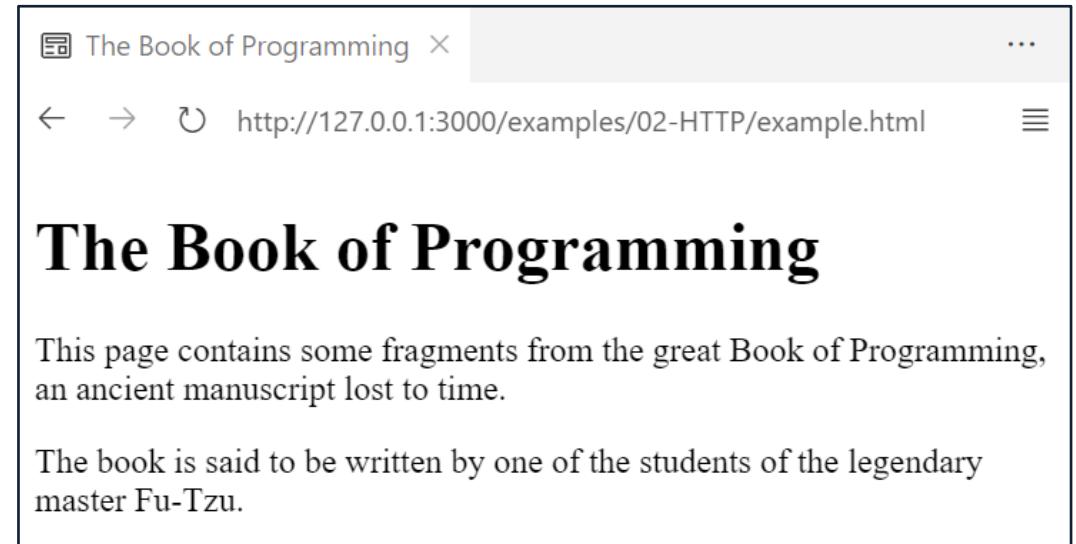 The Book of Programming
http://127.0.0.1:3000/examples/02-HTTP/example.html
The Book of Programming
This page contains some fragments from the great Book of Programming,
an ancient manuscript lost to time.
The book is said to be written by one of the students of the legendary
master Fu-Tzu.